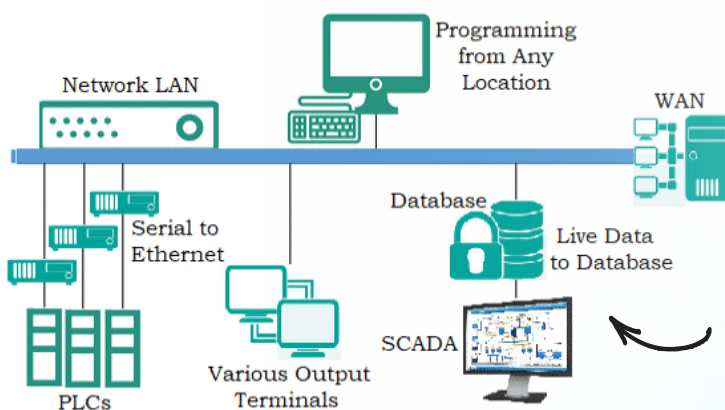 Programming
from Any
Location
Network LAN
WAN
Serial to
Ethernet
Database
Live Data
to Database
SCADA
Various Output
Terminals
PLCs